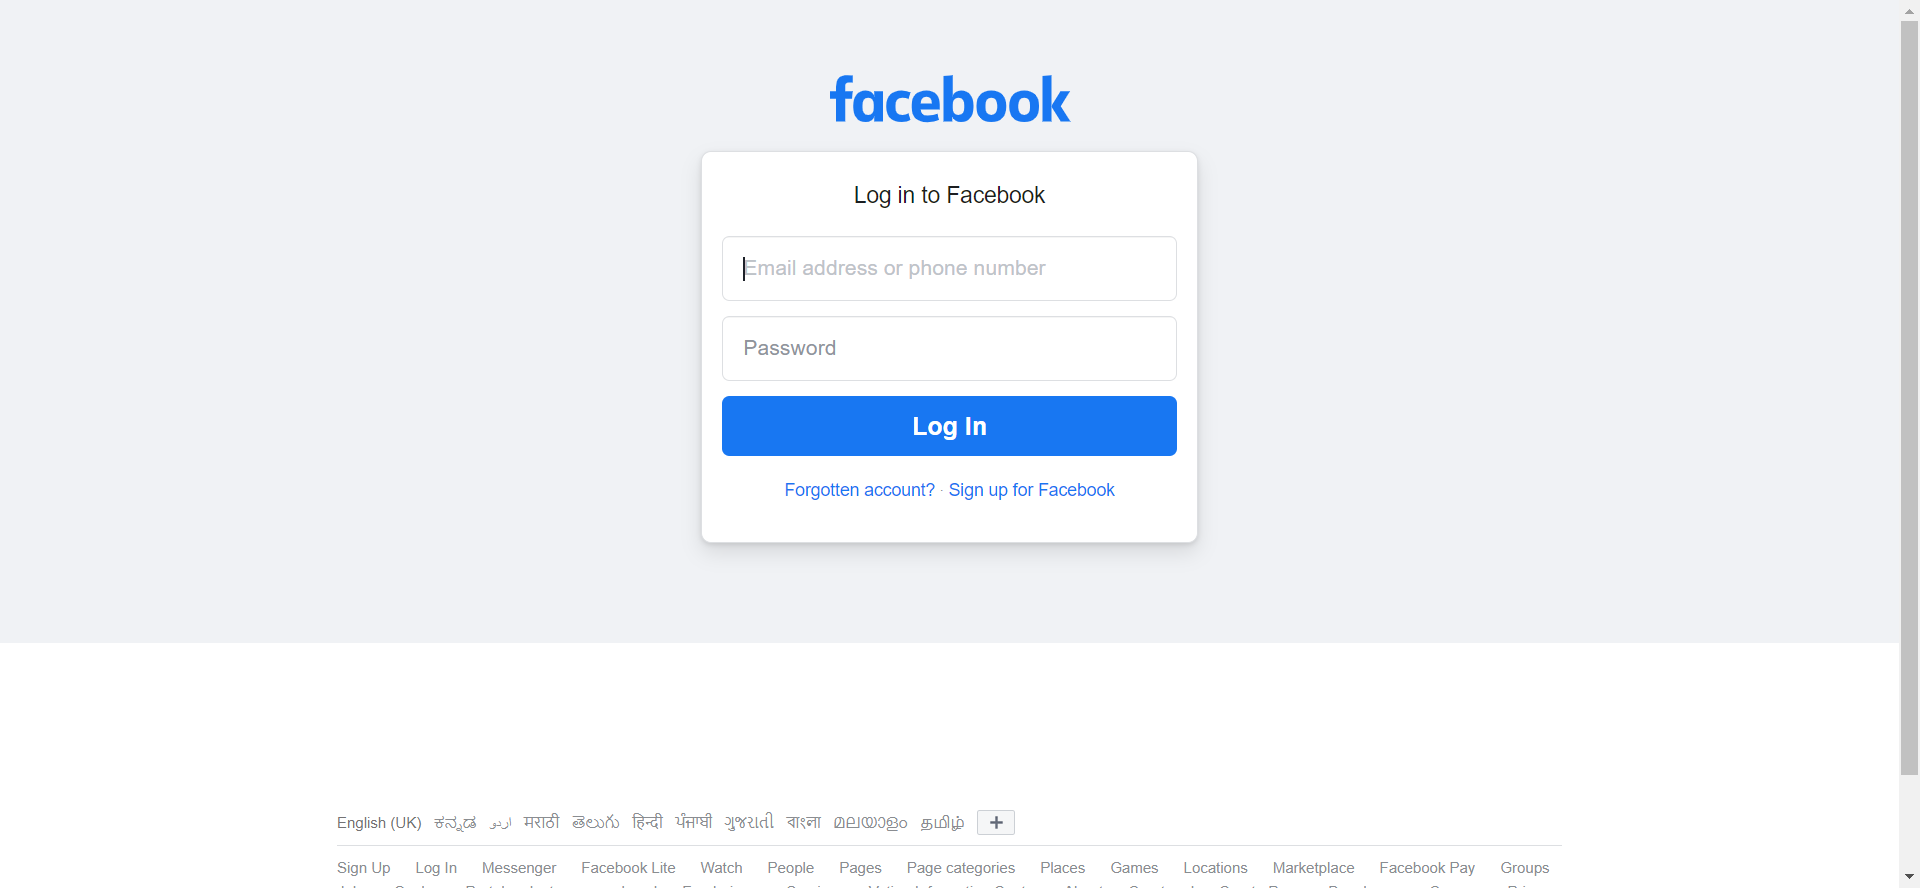 facebook
Log in to Facebook
Email address or phone number
Password
Log In
Forgotten account? · Sign up for Facebook
English (UK) ಕನ್ನಡ اردو मराठी తెలుగు हिन्दी ਪੰਜਾਬੀ ગુજરાતી বাংলা മലയാളം தமிழ்
Sign Up Log In Messenger Facebook Lite Watch People Pages Page categories Places Games Locations Marketplace Facebook Pay Groups